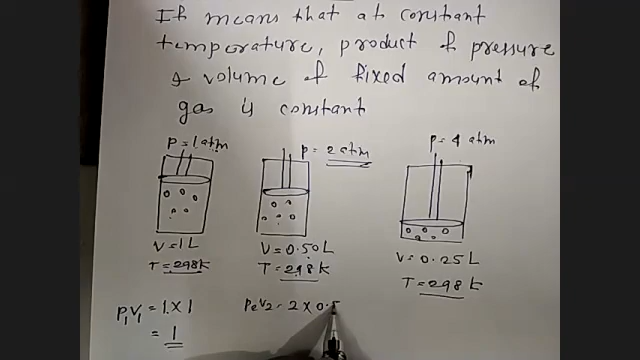 It means that at constant
temperature, product of pressure
& volume of fixed amount of
gas is constant
P = 1 atm
P = 2 atm
P = 4 atm
V = 1 L
V = 0.50 L
V = 0.25 L
T = 298 K
T = 298 K
T = 298 K
P₁V₁ = 1 X 1
P₂V₂ = 2 X 0.5
= 1